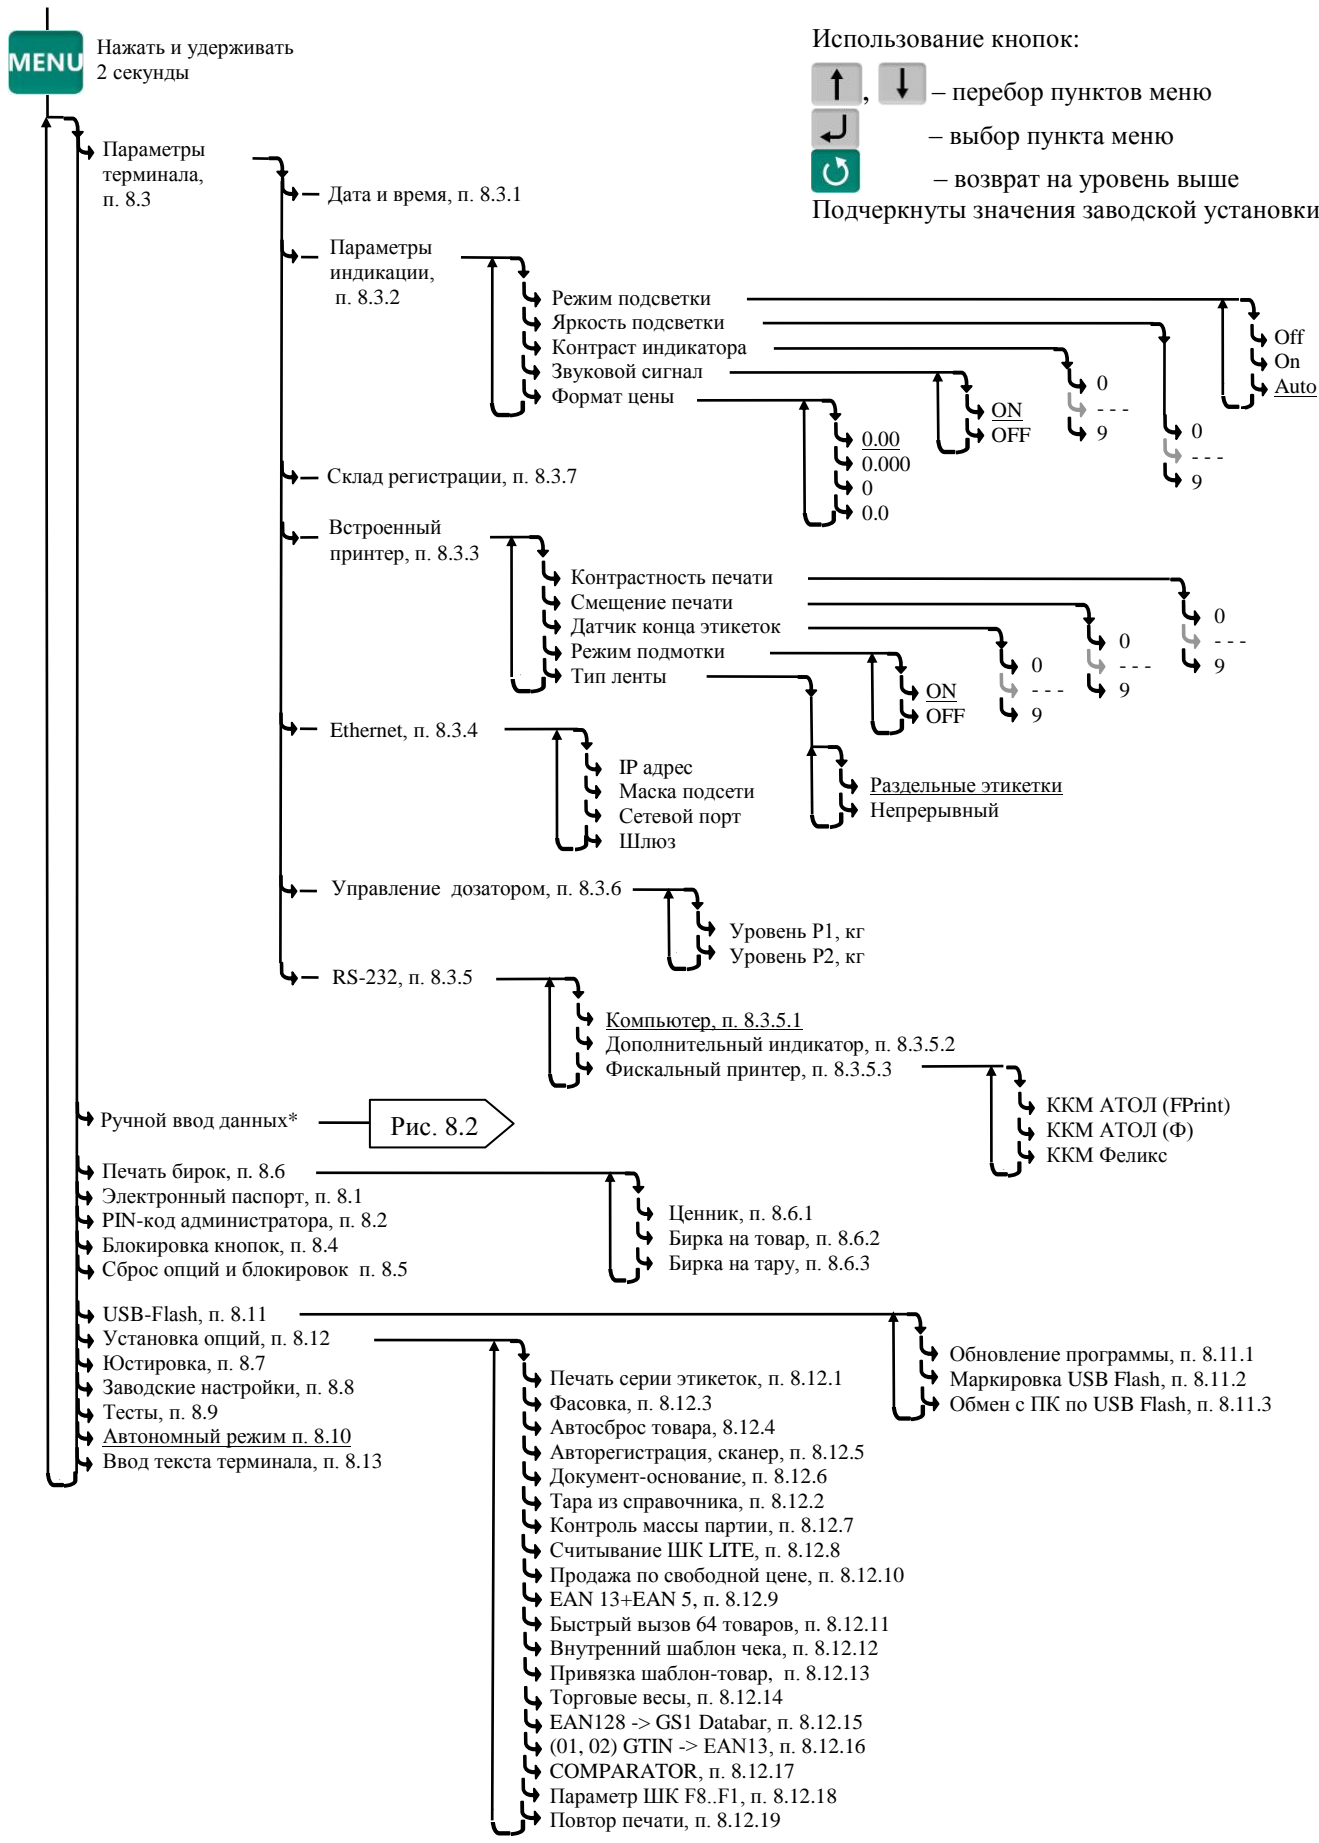 MENU
Нажать и удерживать
2 секунды
Использование кнопок:
, – перебор пунктов меню
– выбор пункта меню
– возврат на уровень выше
Подчеркнуты значения заводской установки
Параметры
терминала,
п. 8.3
Дата и время, п. 8.3.1
Параметры
индикации,
п. 8.3.2
Режим подсветки
Яркость подсветки
Контраст индикатора
Звуковой сигнал
Формат цены
Off
On
Auto
0
- - -
9
0
- - -
9
ON
OFF
0.00
0.000
0
0.0
Склад регистрации, п. 8.3.7
Встроенный
принтер, п. 8.3.3
Контрастность печати
Смещение печати
Датчик конца этикеток
Режим подмотки
Тип ленты
0
- - -
9
0
- - -
9
0
- - -
9
ON
OFF
Раздельные этикетки
Непрерывный
Ethernet, п. 8.3.4
IP адрес
Маска подсети
Сетевой порт
Шлюз
Управление дозатором, п. 8.3.6
Уровень P1, кг
Уровень P2, кг
RS-232, п. 8.3.5
Компьютер, п. 8.3.5.1
Дополнительный индикатор, п. 8.3.5.2
Фискальный принтер, п. 8.3.5.3
ККМ АТОЛ (FPrint)
ККМ АТОЛ (Ф)
ККМ Феликс
Ручной ввод данных*
Рис. 8.2
Печать бирок, п. 8.6
Электронный паспорт, п. 8.1
PIN-код администратора, п. 8.2
Блокировка кнопок, п. 8.4
Сброс опций и блокировок п. 8.5
Ценник, п. 8.6.1
Бирка на товар, п. 8.6.2
Бирка на тару, п. 8.6.3
USB-Flash, п. 8.11
Установка опций, п. 8.12
Юстировка, п. 8.7
Заводские настройки, п. 8.8
Тесты, п. 8.9
Автономный режим п. 8.10
Ввод текста терминала, п. 8.13
Обновление программы, п. 8.11.1
Маркировка USB Flash, п. 8.11.2
Обмен с ПК по USB Flash, п. 8.11.3
Печать серии этикеток, п. 8.12.1
Фасовка, п. 8.12.3
Автосброс товара, 8.12.4
Авторегистрация, сканер, п. 8.12.5
Документ-основание, п. 8.12.6
Тара из справочника, п. 8.12.2
Контроль массы партии, п. 8.12.7
Считывание ШК LITE, п. 8.12.8
Продажа по свободной цене, п. 8.12.10
EAN 13+EAN 5, п. 8.12.9
Быстрый вызов 64 товаров, п. 8.12.11
Внутренний шаблон чека, п. 8.12.12
Привязка шаблон-товар, п. 8.12.13
Торговые весы, п. 8.12.14
EAN128 -> GS1 Databar, п. 8.12.15
(01, 02) GTIN -> EAN13, п. 8.12.16
COMPARATOR, п. 8.12.17
Параметр ШК F8..F1, п. 8.12.18
Повтор печати, п. 8.12.19